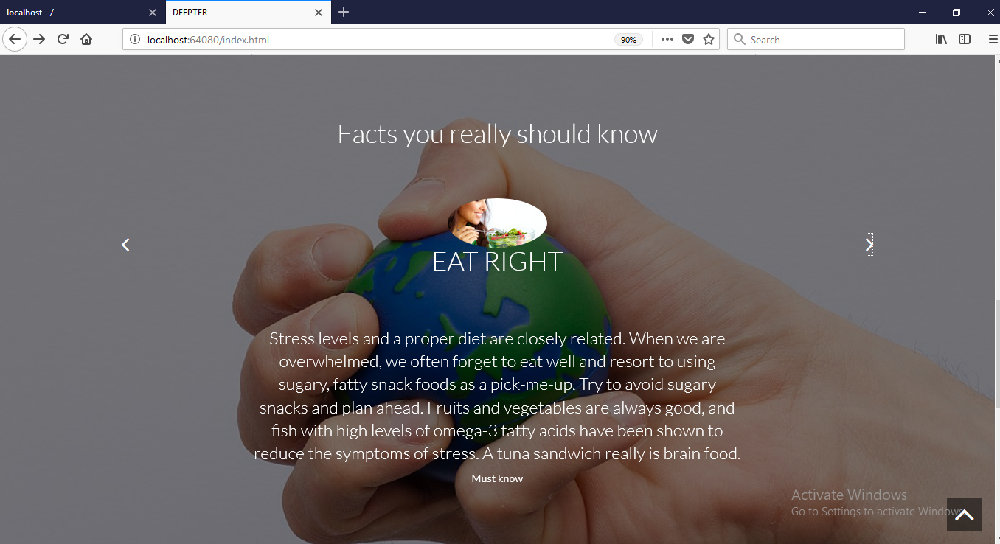 localhost - /
DEEPTER
localhost:64080/index.html
90%
Search
Facts you really should know
EAT RIGHT
Stress levels and a proper diet are closely related. When we are
overwhelmed, we often forget to eat well and resort to using
sugary, fatty snack foods as a pick-me-up. Try to avoid sugary
snacks and plan ahead. Fruits and vegetables are always good, and
fish with high levels of omega-3 fatty acids have been shown to
reduce the symptoms of stress. A tuna sandwich really is brain food.
Must know
Activate Windows
Go to Settings to activate Windows.